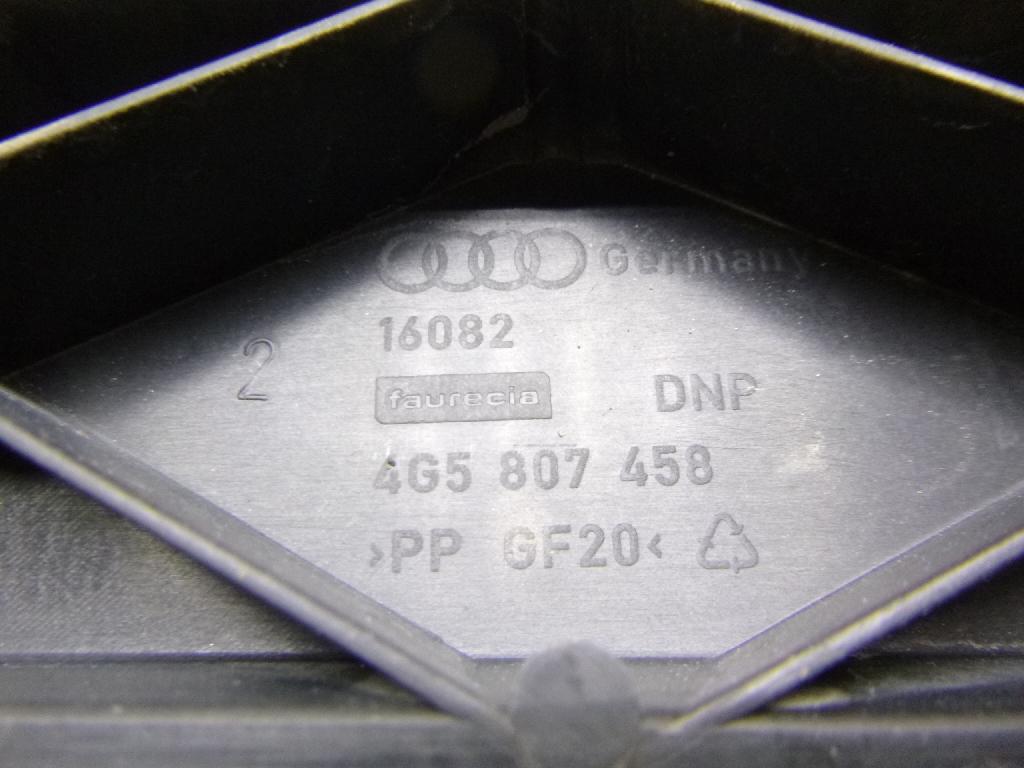 Germany
16082
2
faurecia DNP
4G5 807 458
>PP GF20<